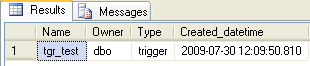 Results Messages
Name Owner Type Created_datetime
1 tgr_test dbo trigger 2009-07-30 12:09:50.810